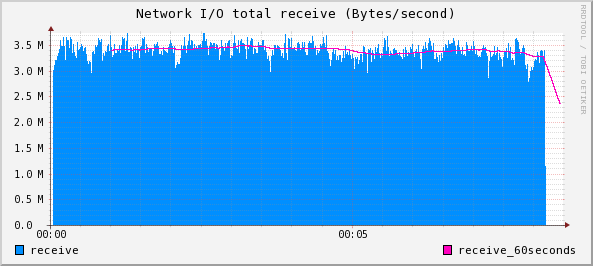 Network I/O total receive (Bytes/second)
RRDTOOL / TOBI OETIKER
3.5 M
3.0 M
2.5 M
2.0 M
1.5 M
1.0 M
0.5 M
0.0
00:00 00:05
receive receive_60seconds